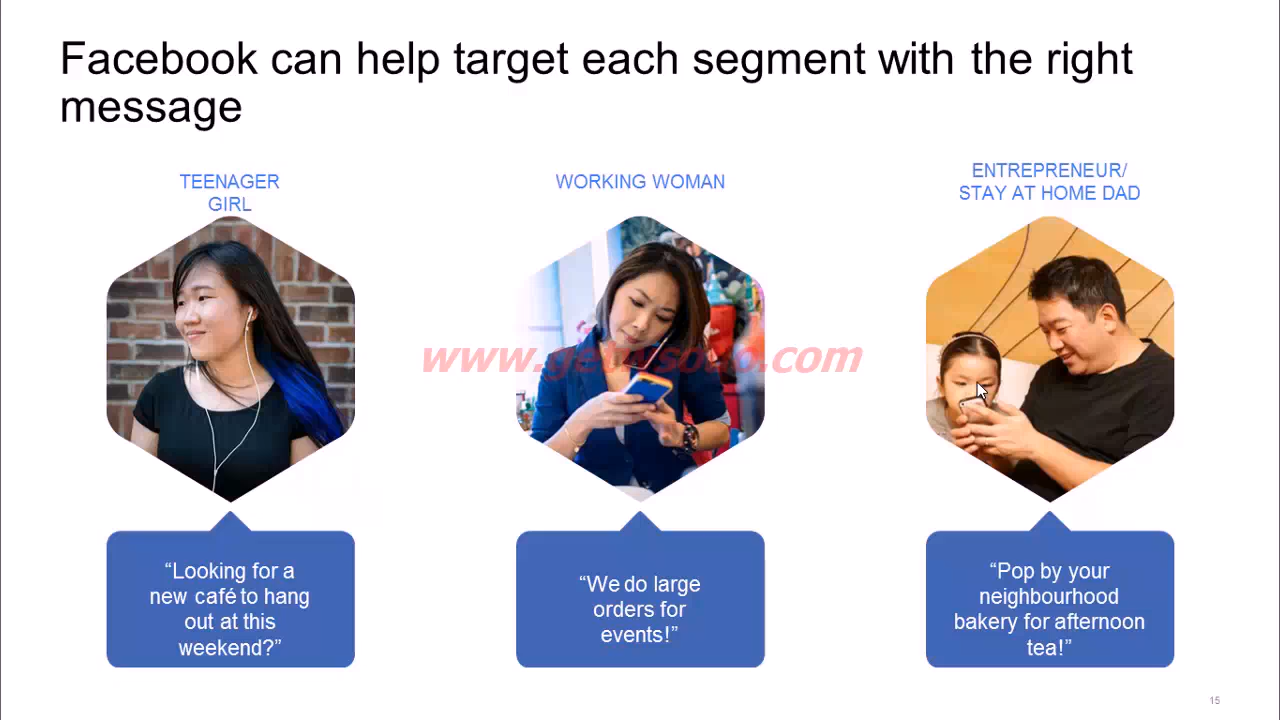 Facebook can help target each segment with the right
message
TEENAGER
GIRL
WORKING WOMAN
ENTREPRENEUR/
STAY AT HOME DAD
“Looking for a
new café to hang
out at this
weekend?”
“We do large
orders for
events!”
“Pop by your
neighbourhood
bakery for afternoon
tea!”
15